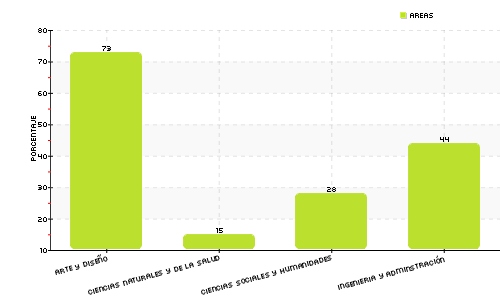 AREAS
80
70
60
50
40
30
20
10
PORCENTAJE
73
15
28
44
ARTE Y DISEÑO
CIENCIAS NATURALES Y DE LA SALUD
CIENCIAS SOCIALES Y HUMANIDADES
INGENIERIA Y ADMINSTRACIÓN